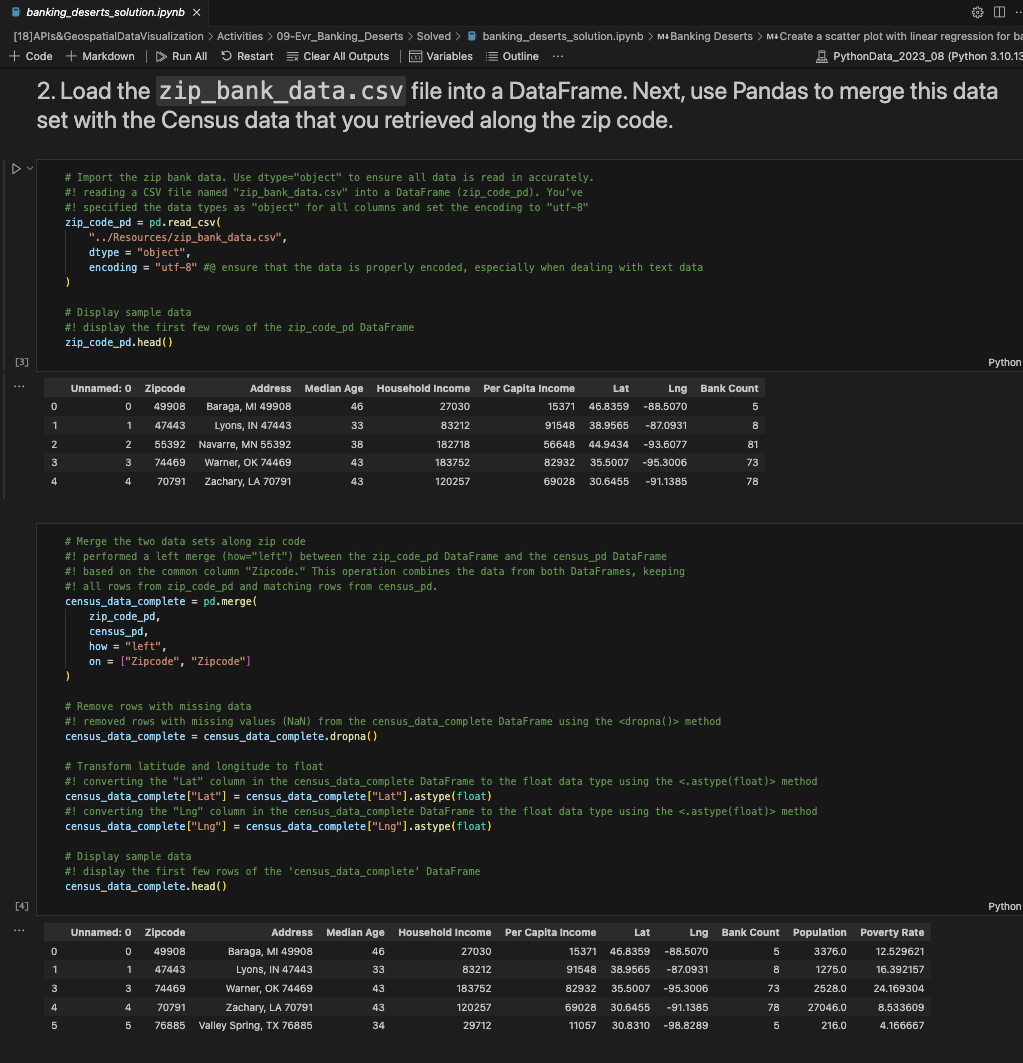 banking_deserts_solution.ipynb
[18]APIs&GeospatialDataVisualization > Activities > 09-Evr_Banking_Deserts > Solved > banking_deserts_solution.ipynb > M↓Banking Deserts > M↓Create a scatter plot with linear regression for ba
+ Code + Markdown | Run All Restart Clear All Outputs | Variables Outline ... PythonData_2023_08 (Python 3.10.13
2. Load the zip_bank_data.csv file into a DataFrame. Next, use Pandas to merge this data
set with the Census data that you retrieved along the zip code.
# Import the zip bank data. Use dtype="object" to ensure all data is read in accurately.
#! reading a CSV file named "zip_bank_data.csv" into a DataFrame (zip_code_pd). You've
#! specified the data types as "object" for all columns and set the encoding to "utf-8"
zip_code_pd = pd.read_csv(
"../Resources/zip_bank_data.csv",
dtype = "object",
encoding = "utf-8" #@ ensure that the data is properly encoded, especially when dealing with text data
)
# Display sample data
#! display the first few rows of the zip_code_pd DataFrame
zip_code_pd.head()
[3]
Python
Unnamed: 0 Zipcode Address Median Age Household Income Per Capita Income Lat Lng Bank Count
0 0 49908 Baraga, MI 49908 46 27030 15371 46.8359 -88.5070 5
1 1 47443 Lyons, IN 47443 33 83212 91548 38.9565 -87.0931 8
2 2 55392 Navarre, MN 55392 38 182718 56648 44.9434 -93.6077 81
3 3 74469 Warner, OK 74469 43 183752 82932 35.5007 -95.3006 73
4 4 70791 Zachary, LA 70791 43 120257 69028 30.6455 -91.1385 78
# Merge the two data sets along zip code
#! performed a left merge (how="left") between the zip_code_pd DataFrame and the census_pd DataFrame
#! based on the common column "Zipcode." This operation combines the data from both DataFrames, keeping
#! all rows from zip_code_pd and matching rows from census_pd.
census_data_complete = pd.merge(
zip_code_pd,
census_pd,
how = "left",
on = ["Zipcode", "Zipcode"]
)
# Remove rows with missing data
#! removed rows with missing values (NaN) from the census_data_complete DataFrame using the <dropna()> method
census_data_complete = census_data_complete.dropna()
# Transform latitude and longitude to float
#! converting the "Lat" column in the census_data_complete DataFrame to the float data type using the <.astype(float)> method
census_data_complete["Lat"] = census_data_complete["Lat"].astype(float)
#! converting the "Lng" column in the census_data_complete DataFrame to the float data type using the <.astype(float)> method
census_data_complete["Lng"] = census_data_complete["Lng"].astype(float)
# Display sample data
#! display the first few rows of the 'census_data_complete' DataFrame
census_data_complete.head()
[4]
Python
Unnamed: 0 Zipcode Address Median Age Household Income Per Capita Income Lat Lng Bank Count Population Poverty Rate
0 0 49908 Baraga, MI 49908 46 27030 15371 46.8359 -88.5070 5 3376.0 12.529621
1 1 47443 Lyons, IN 47443 33 83212 91548 38.9565 -87.0931 8 1275.0 16.392157
3 3 74469 Warner, OK 74469 43 183752 82932 35.5007 -95.3006 73 2528.0 24.169304
4 4 70791 Zachary, LA 70791 43 120257 69028 30.6455 -91.1385 78 27046.0 8.533609
5 5 76885 Valley Spring, TX 76885 34 29712 11057 30.8310 -98.8289 5 216.0 4.166667